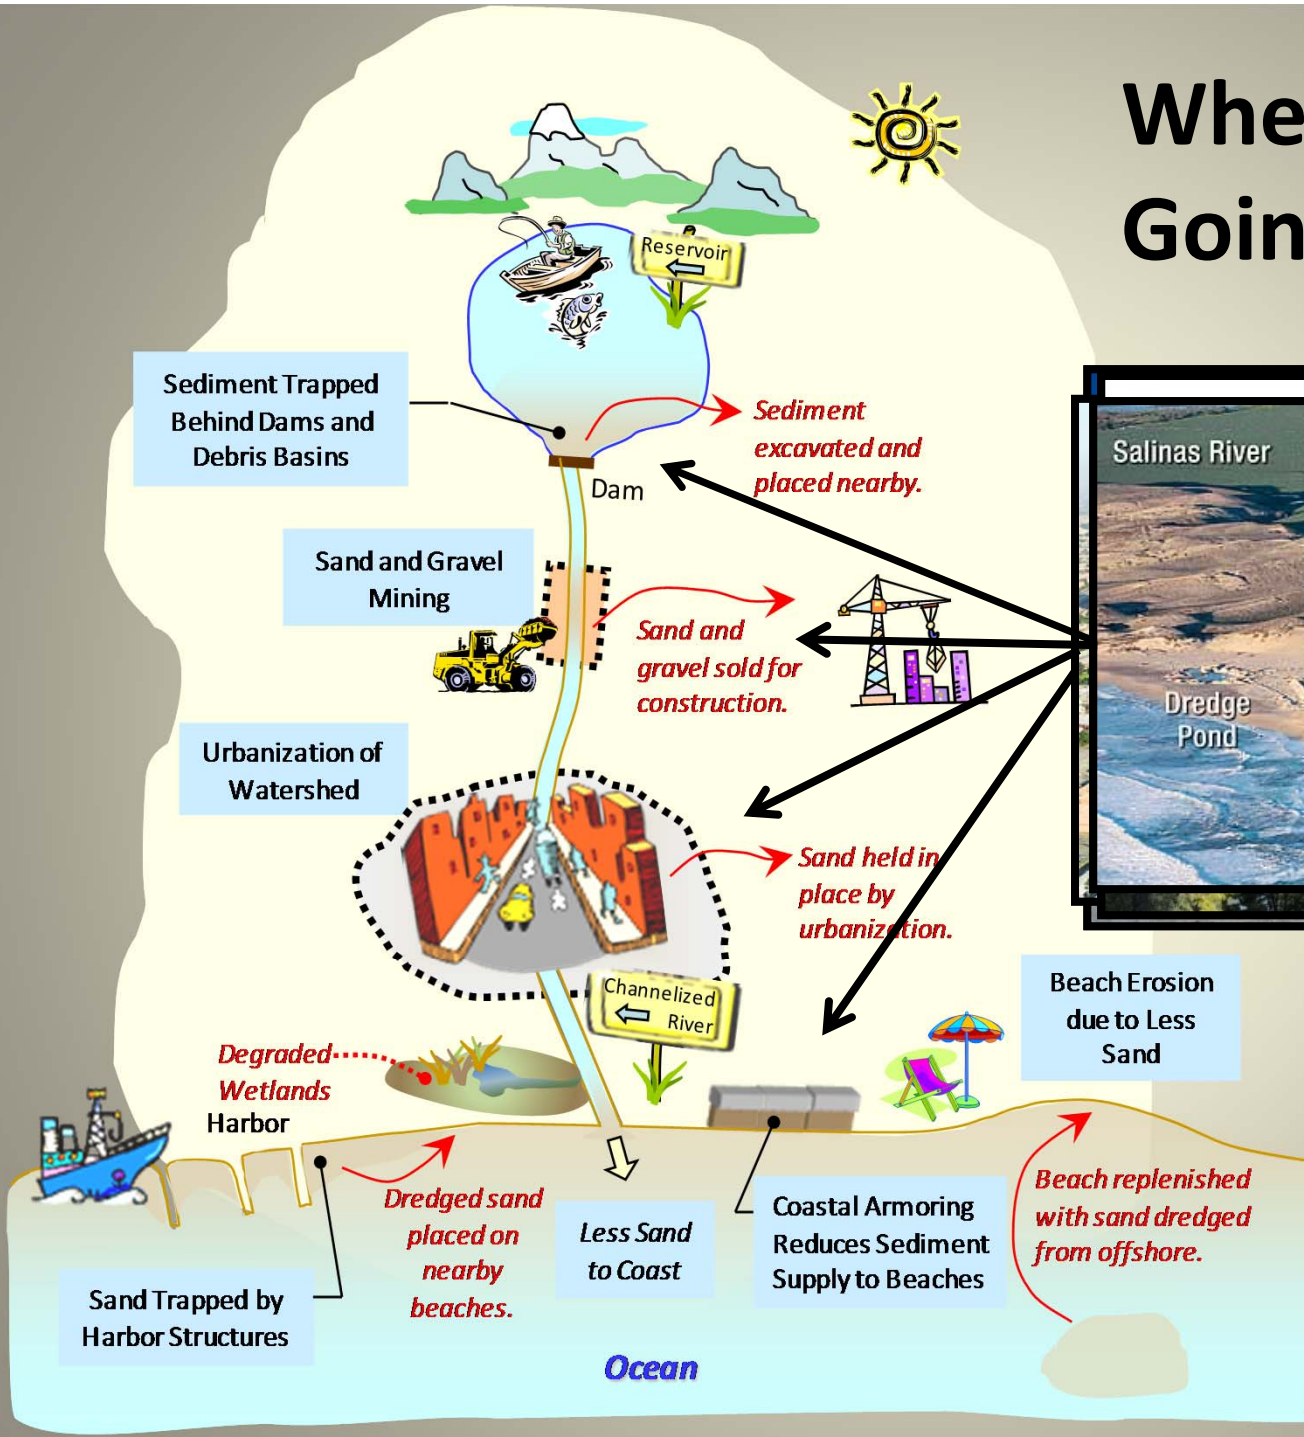 Whe
Goin
Reservoir
Sediment Trapped
Behind Dams and
Debris Basins
Sediment
excavated and
placed nearby.
Salinas River
Dam
Sand and Gravel
Mining
Sand and
gravel sold for
construction.
Dredge
Pond
Urbanization of
Watershed
Sand held in
place by
urbanization.
Channelized
River
Beach Erosion
due to Less
Sand
Degraded
Wetlands
Harbor
Dredged sand
placed on
nearby
beaches.
Less Sand
to Coast
Coastal Armoring
Reduces Sediment
Supply to Beaches
Beach replenished
with sand dredged
from offshore.
Sand Trapped by
Harbor Structures
Ocean